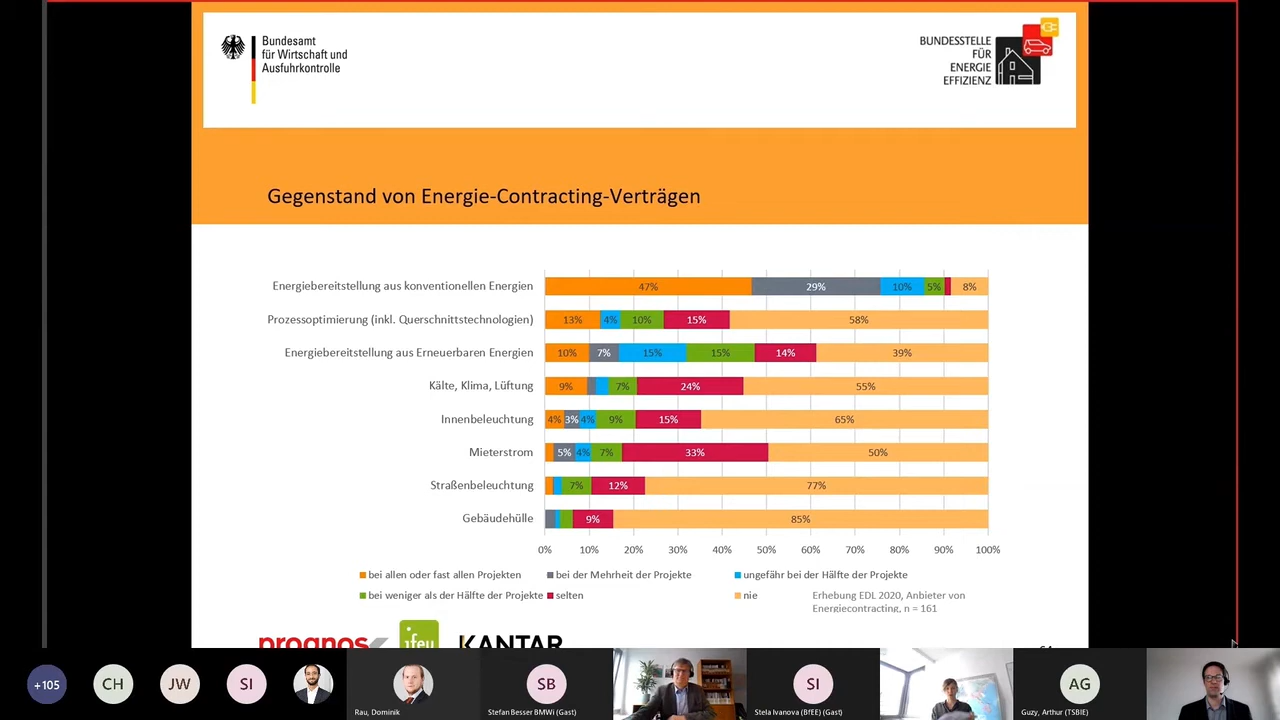 Bundesamt
für Wirtschaft und
Ausfuhrkontrolle
BUNDESSTELLE
FÜR
ENERGIE
EFFIZIENZ
Gegenstand von Energie-Contracting-Verträgen
Energiebereitstellung aus konventionellen Energien 47% 29% 10% 5% 8%
Prozessoptimierung (inkl. Querschnittstechnologien) 13% 4% 10% 15% 58%
Energiebereitstellung aus Erneuerbaren Energien 10% 7% 15% 15% 14% 39%
Kälte, Klima, Lüftung 9% 7% 24% 55%
Innenbeleuchtung 4% 3% 4% 9% 15% 65%
Mieterstrom 5% 4% 7% 33% 50%
Straßenbeleuchtung 7% 12% 77%
Gebäudehülle 9% 85%
0% 10% 20% 30% 40% 50% 60% 70% 80% 90% 100%
bei allen oder fast allen Projekten bei der Mehrheit der Projekte ungefähr bei der Hälfte der Projekte
bei weniger als der Hälfte der Projekte selten nie
Erhebung EDL 2020, Anbieter von
Energiecontracting, n = 161
prognos ifeu KANTAR
+105 CH JW SI SB SI AG
Rau, Dominik Stefan Besser BMWi (Gast) Stela Ivanova (BfEE) (Gast) Guzy, Arthur (TSBIE)